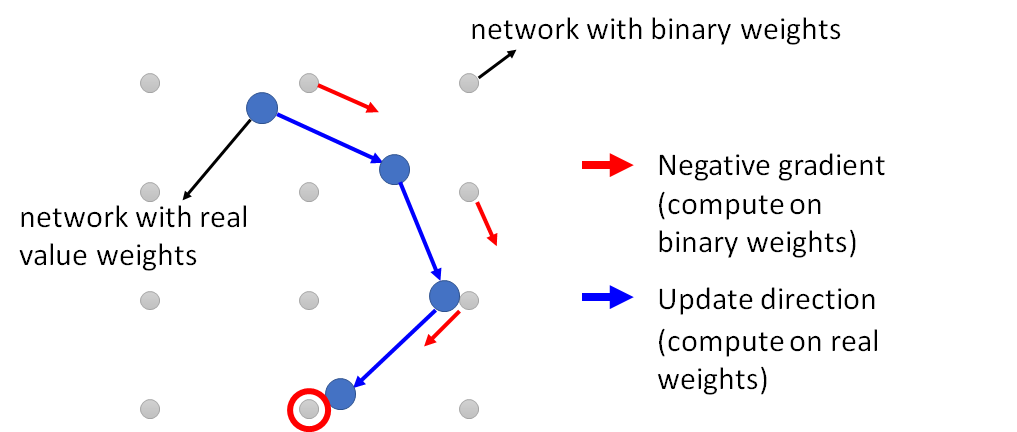 network with binary weights
network with real
value weights
Negative gradient
(compute on
binary weights)
Update direction
(compute on real
weights)